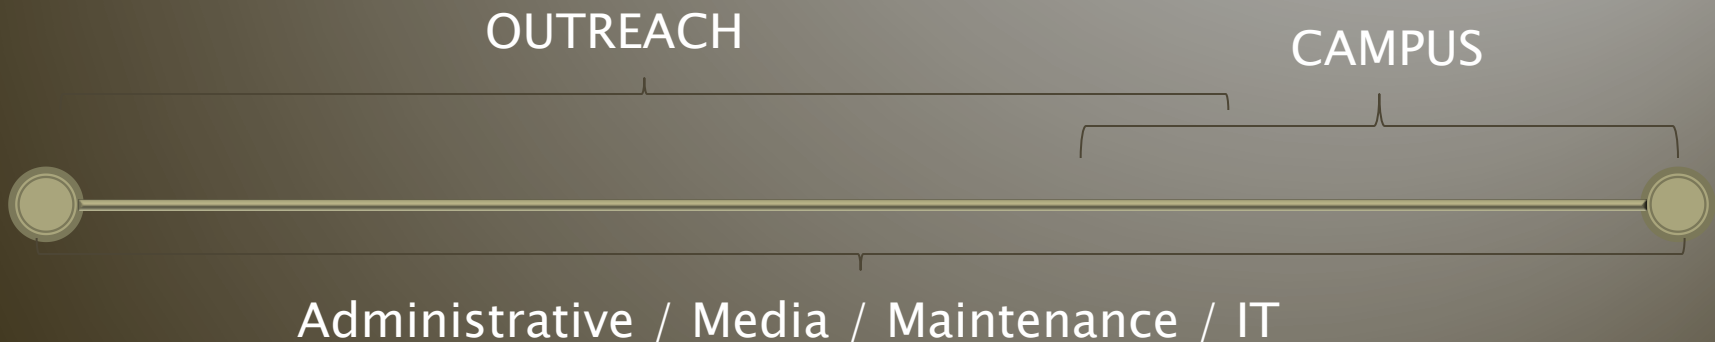 OUTREACH
CAMPUS
Administrative / Media / Maintenance / IT